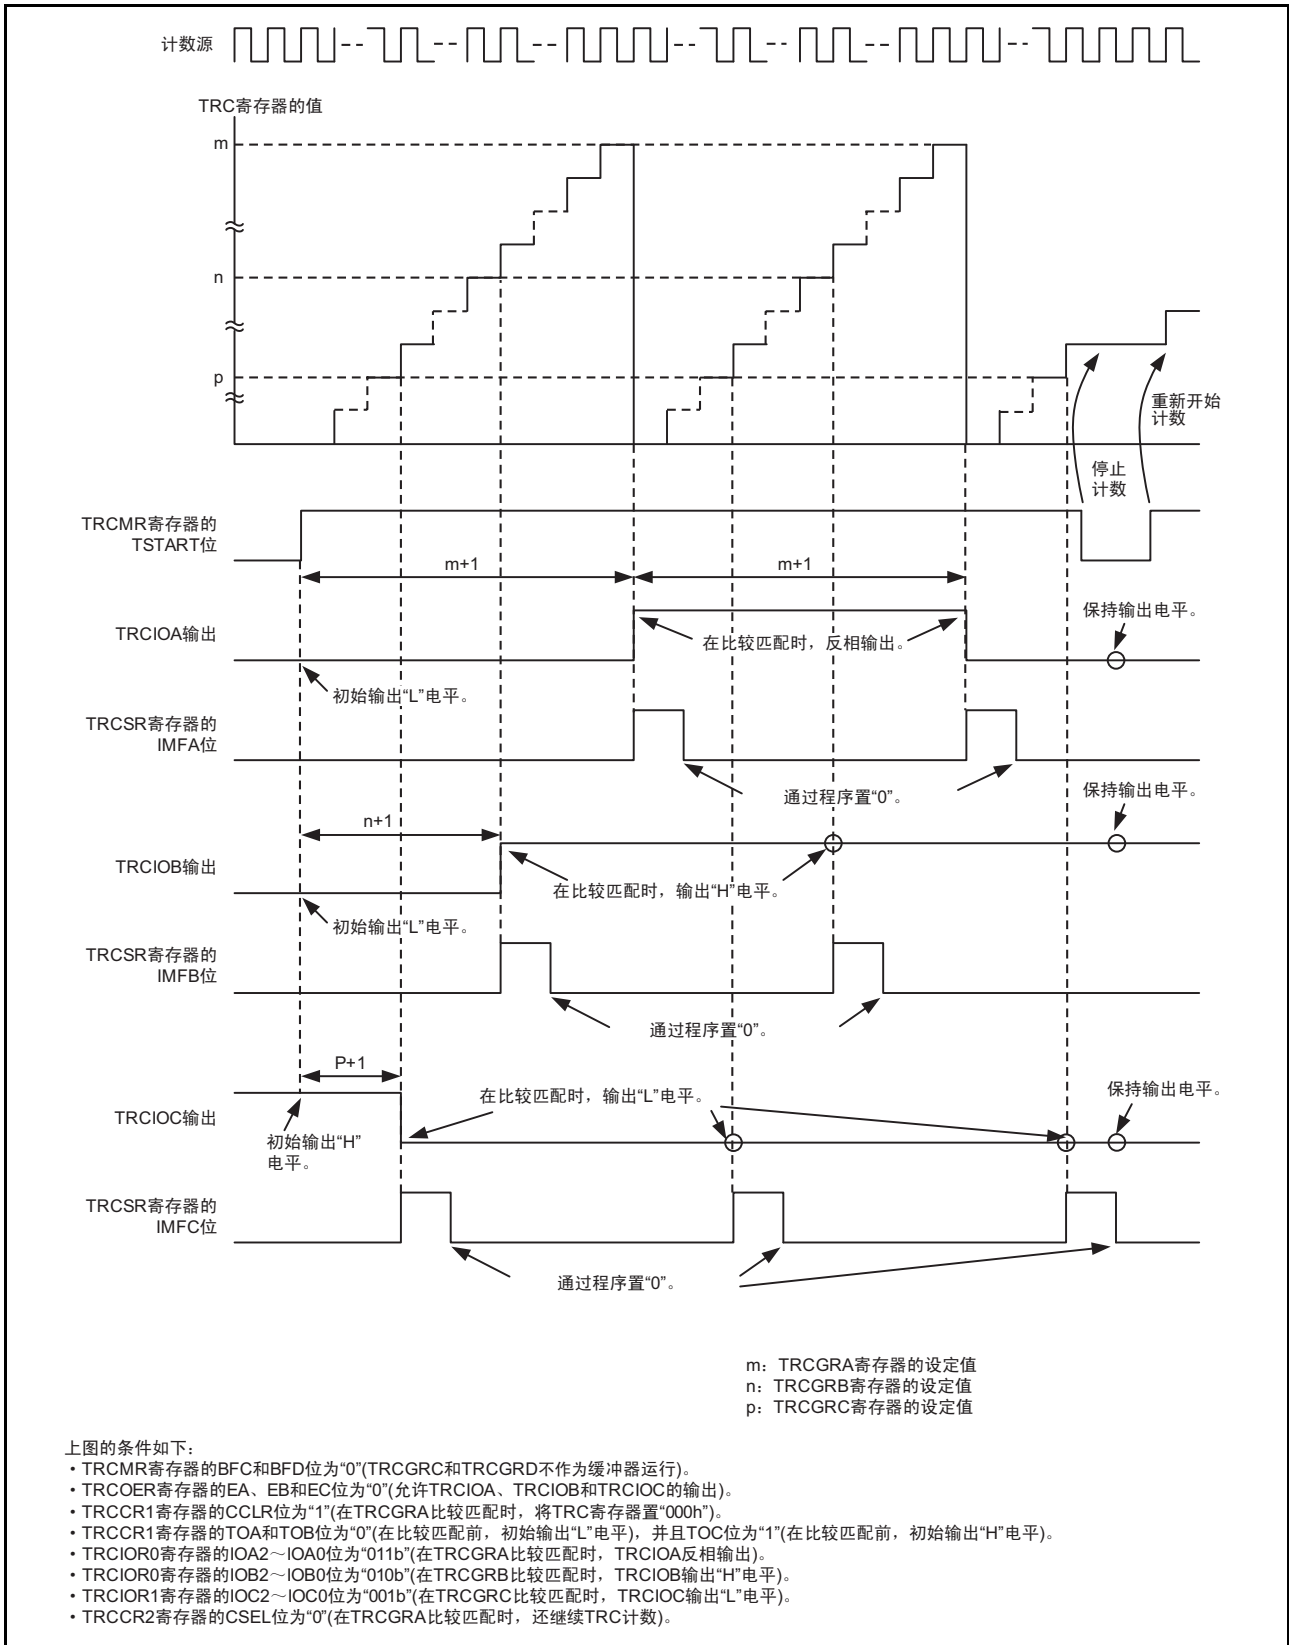 计数源
TRC寄存器的值
m
n
p
重新开始
计数
停止
计数
TRCMR寄存器的
TSTART位
m+1
m+1
TRCIOA输出
保持输出电平。
在比较匹配时，反相输出。
初始输出“L”电平。
TRCSR寄存器的
IMFA位
通过程序置“0”。
保持输出电平。
n+1
TRCIOB输出
在比较匹配时，输出“H”电平。
初始输出“L”电平。
TRCSR寄存器的
IMFB位
通过程序置“0”。
P+1
在比较匹配时，输出“L”电平。
保持输出电平。
TRCIOC输出
初始输出“H”
电平。
TRCSR寄存器的
IMFC位
通过程序置“0”。
m：TRCGRA寄存器的设定值
n：TRCGRB寄存器的设定值
p：TRCGRC寄存器的设定值
上图的条件如下：
・TRCMR寄存器的BFC和BFD位为“0”(TRCGRC和TRCGRD不作为缓冲器运行)。
・TRCOER寄存器的EA、EB和EC位为“0”(允许TRCIOA、TRCIOB和TRCIOC的输出)。
・TRCCR1寄存器的CCLR位为“1”(在TRCGRA比较匹配时，将TRC寄存器置“000h”)。
・TRCCR1寄存器的TOA和TOB位为“0”(在比较匹配前，初始输出“L”电平)，并且TOC位为“1”(在比较匹配前，初始输出“H”电平)。
・TRCIOR0寄存器的IOA2～IOA0位为“011b”(在TRCGRA比较匹配时，TRCIOA反相输出)。
・TRCIOR0寄存器的IOB2～IOB0位为“010b”(在TRCGRB比较匹配时，TRCIOB输出“H”电平)。
・TRCIOR1寄存器的IOC2～IOC0位为“001b”(在TRCGRC比较匹配时，TRCIOC输出“L”电平)。
・TRCCR2寄存器的CSEL位为“0”(在TRCGRA比较匹配时，还继续TRC计数)。